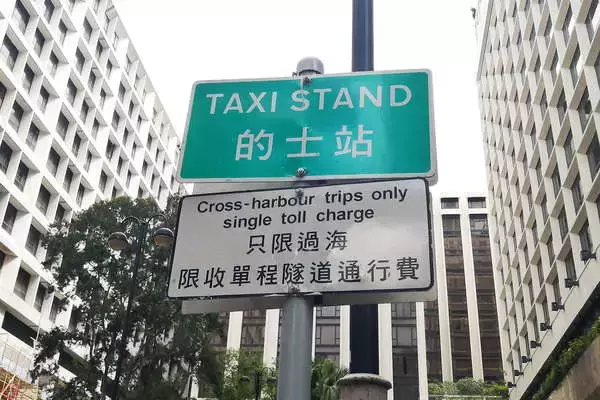 TAXI STAND
的士站
Cross-harbour trips only
single toll charge
只限過海
限收單程隧道通行費